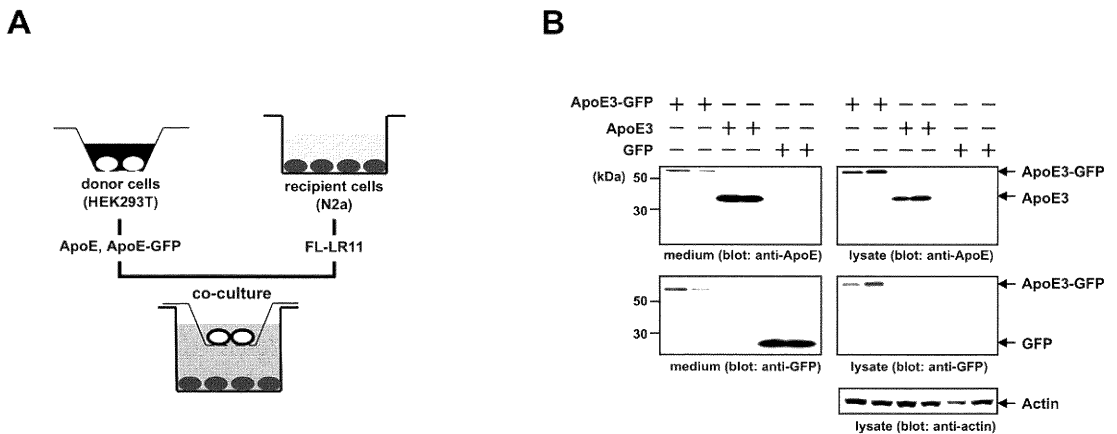 A
donor cells
(HEK293T)
recipient cells
(N2a)
ApoE, ApoE-GFP
FL-LR11
co-culture
B
ApoE3-GFP + + – – – – + + – – – –
ApoE3 – – + + – – – – + + – –
GFP – – – – + + – – – – + +
(kDa)
50
30
ApoE3-GFP
ApoE3
medium (blot: anti-ApoE)
lysate (blot: anti-ApoE)
50
30
ApoE3-GFP
GFP
medium (blot: anti-GFP)
lysate (blot: anti-GFP)
Actin
lysate (blot: anti-actin)